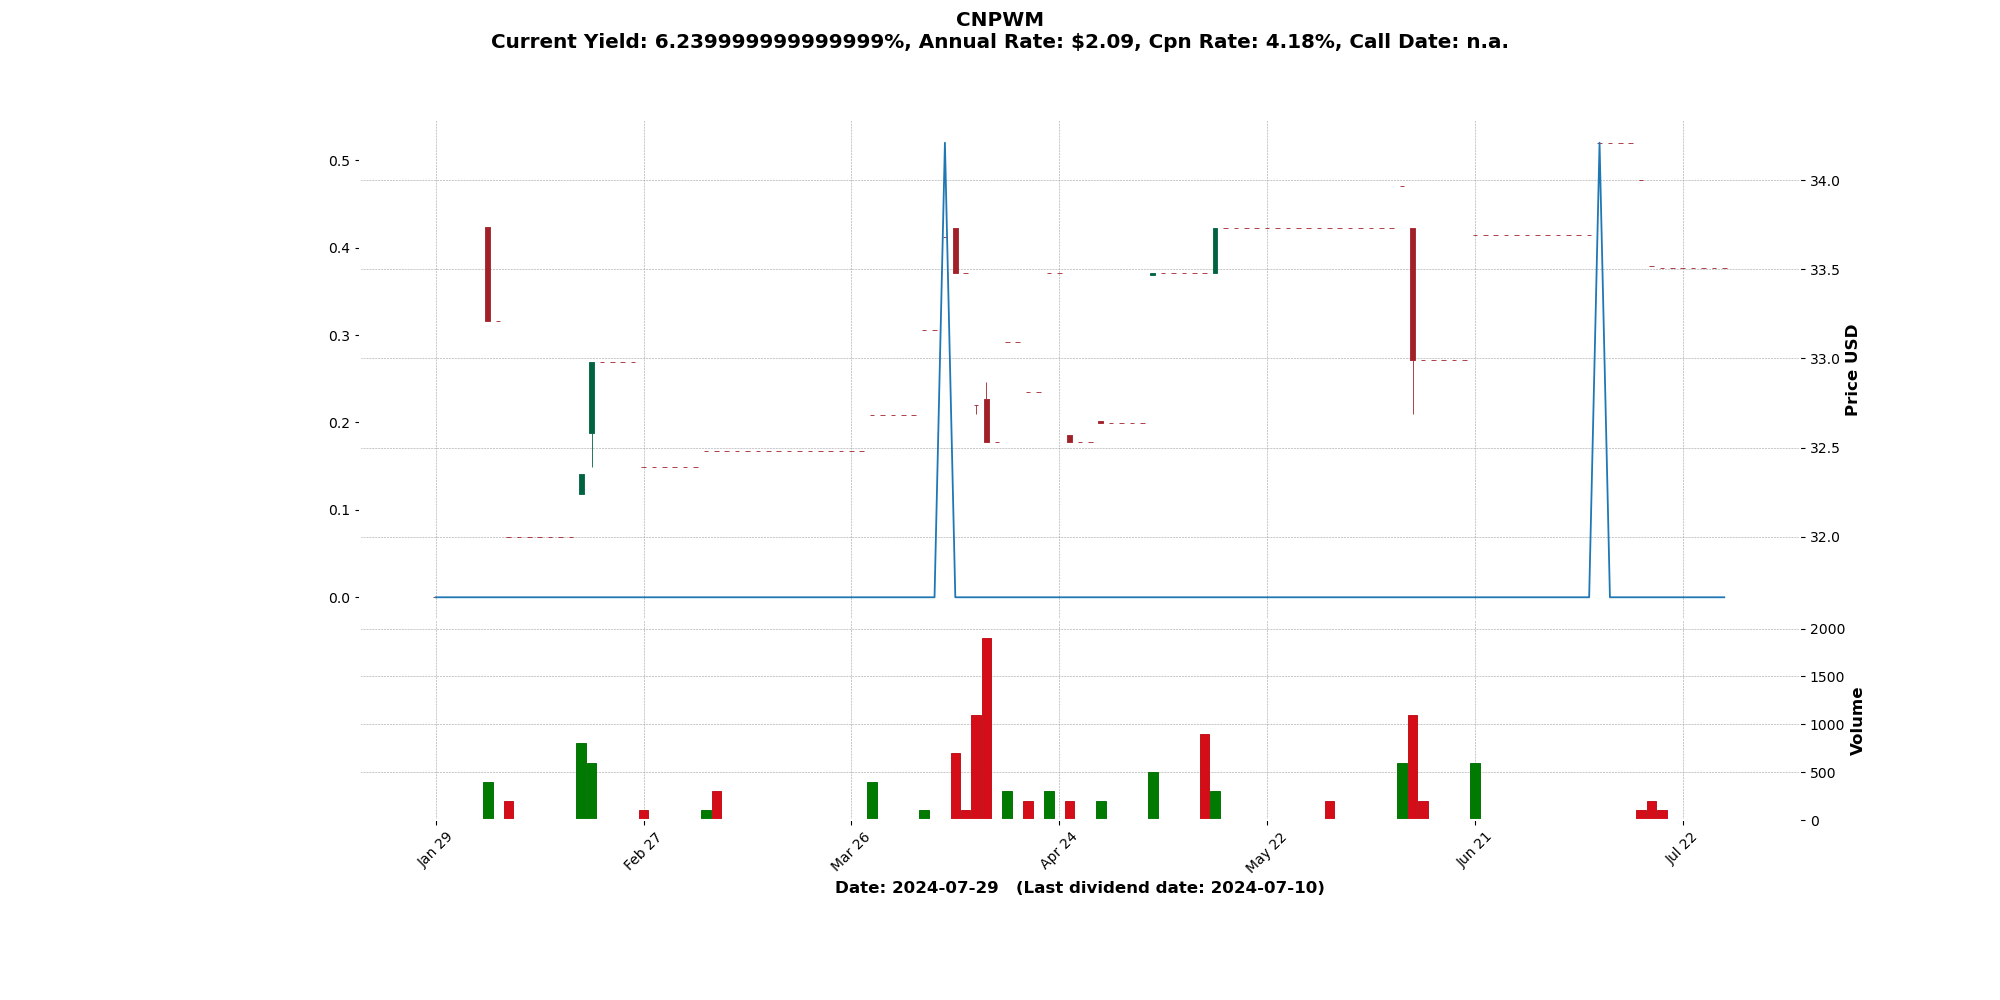 CNPWM
Current Yield: 6.239999999999999%, Annual Rate: $2.09, Cpn Rate: 4.18%, Call Date: n.a.
0.5
0.4
0.3
0.2
0.1
0.0
34.0
33.5
33.0
32.5
32.0
Price USD
2000
1500
1000
500
0
Volume
Jan 29
Feb 27
Mar 26
Apr 24
May 22
Jun 21
Jul 22
Date: 2024-07-29   (Last dividend date: 2024-07-10)